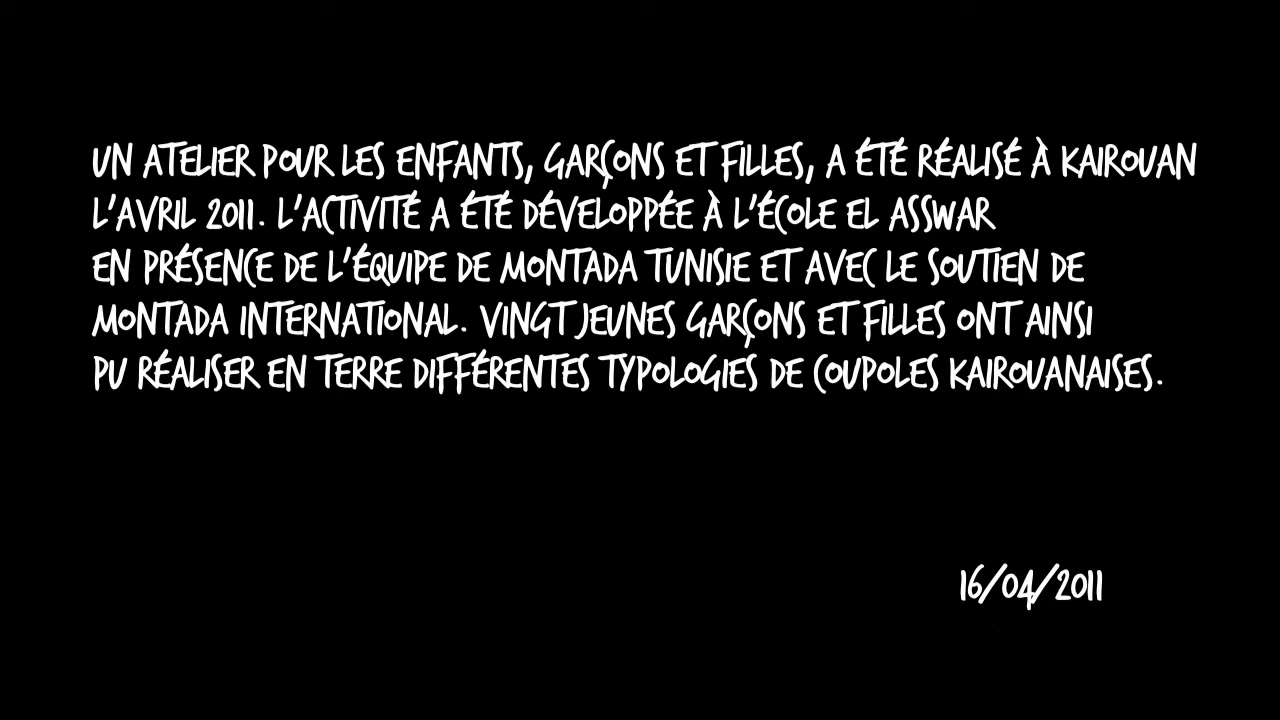 UN ATELIER POUR LES ENFANTS, GARÇONS ET FILLES, A ÉTÉ RÉALISÉ À KAIROUAN
L'AVRIL 2011. L'ACTIVITÉ A ÉTÉ DÉVELOPPÉE À L'ÉCOLE EL ASSWAR
EN PRÉSENCE DE L'ÉQUIPE DE MONTADA TUNISIE ET AVEC LE SOUTIEN DE
MONTADA INTERNATIONAL. VINGT JEUNES GARÇONS ET FILLES ONT AINSI
PU RÉALISER EN TERRE DIFFÉRENTES TYPOLOGIES DE COUPOLES KAIROUANAISES.
16/04/2011